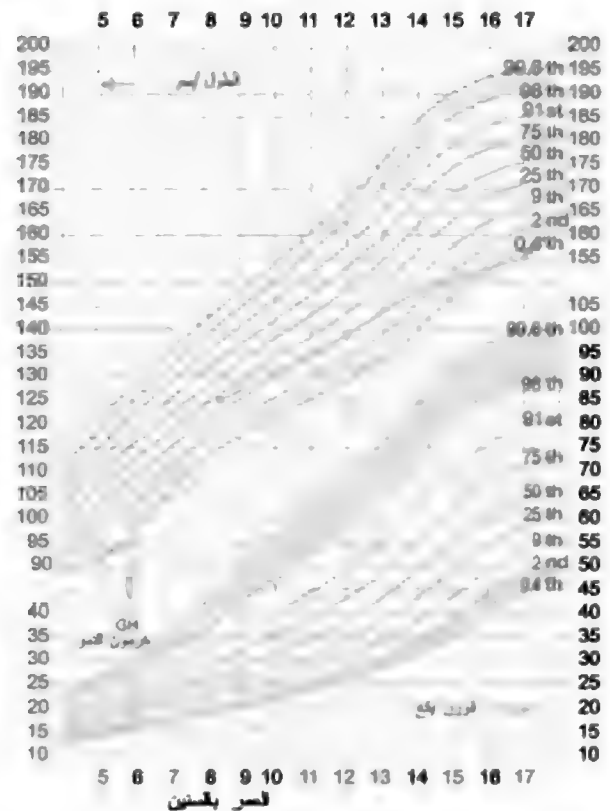 5 6 7 8 9 10 11 12 13 14 15 16 17
200 200
195 99,6 th 195
190 98 th 190
185 91 st 185
180 75 th 180
175 50 th 175
170 25 th 170
165 9 th 165
160 2 nd 160
155 0,4 th 155
150
145 105
140 100
135 99,6 th 95
130 90
125 98 th 85
120 91 st 80
115 75 th 75
110 70
105 50 th 65
100 25 th 60
95 9 th 55
90 2 nd 50
0,4 th 45
40 40
35 35
30 30
25 25
20 20
15 15
10 10
GH
هرمون النمو
5 6 7 8 9 10 11 12 13 14 15 16 17
العمر بالسنين